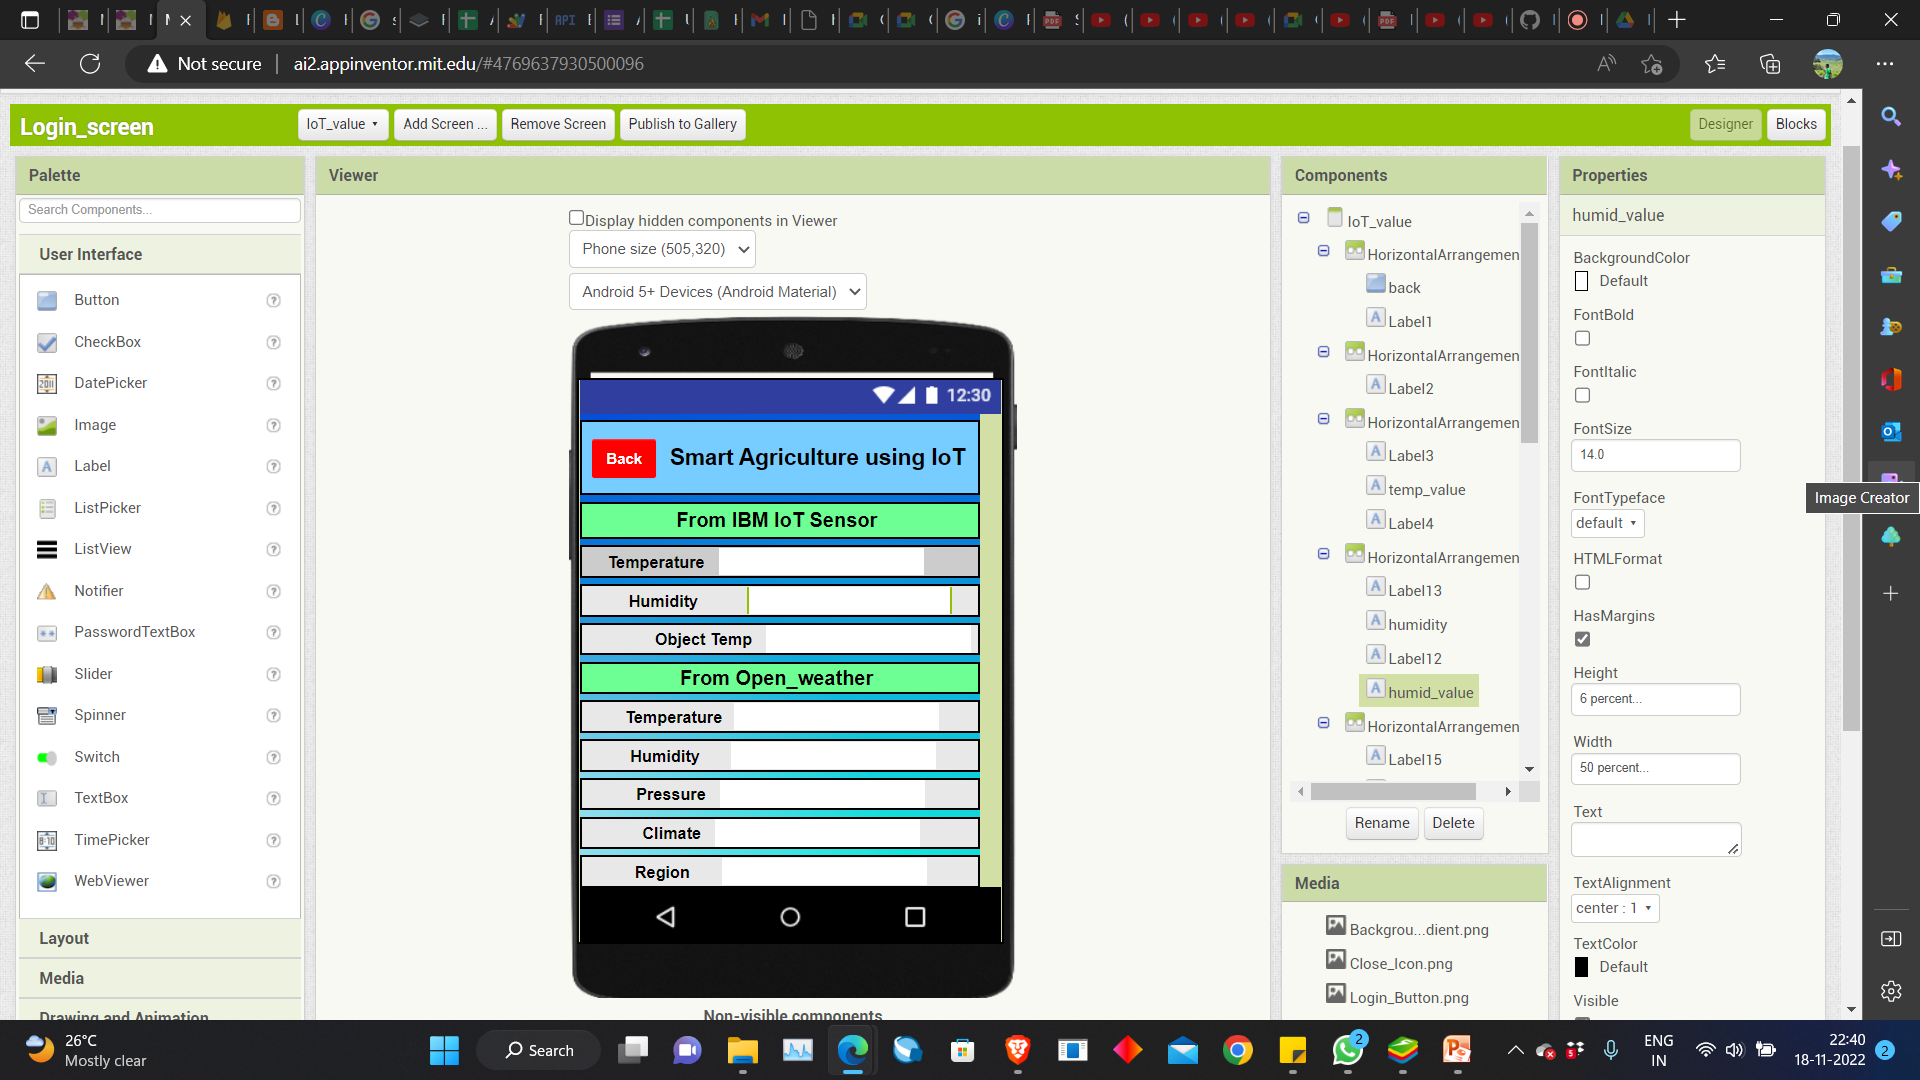 Not secure
ai2.appinventor.mit.edu/#4769637930500096
Login_screen
IoT_value
Add Screen ...
Remove Screen
Publish to Gallery
Designer
Blocks
Palette
Search Components...
User Interface
Button
CheckBox
DatePicker
Image
Label
ListPicker
ListView
Notifier
PasswordTextBox
Slider
Spinner
Switch
TextBox
TimePicker
WebViewer
Layout
Media
Drawing and Animation
Viewer
Display hidden components in Viewer
Phone size (505,320)
Android 5+ Devices (Android Material)
12:30
Back
Smart Agriculture using IoT
From IBM IoT Sensor
Temperature
Humidity
Object Temp
From Open_weather
Temperature
Humidity
Pressure
Climate
Region
Non-visible components
Components
IoT_value
HorizontalArrangemen
back
Label1
HorizontalArrangemen
Label2
HorizontalArrangemen
Label3
temp_value
Label4
HorizontalArrangemen
Label13
humidity
Label12
humid_value
HorizontalArrangemen
Label15
Rename
Delete
Media
Backgrou...dient.png
Close_Icon.png
Login_Button.png
Properties
humid_value
BackgroundColor
Default
FontBold
FontItalic
FontSize
14.0
FontTypeface
default
HTMLFormat
HasMargins
Height
6 percent...
Width
50 percent...
Text
TextAlignment
center : 1
TextColor
Default
Visible
Image Creator
26°C
Mostly clear
Search
2
ENG
IN
22:40
18-11-2022
2